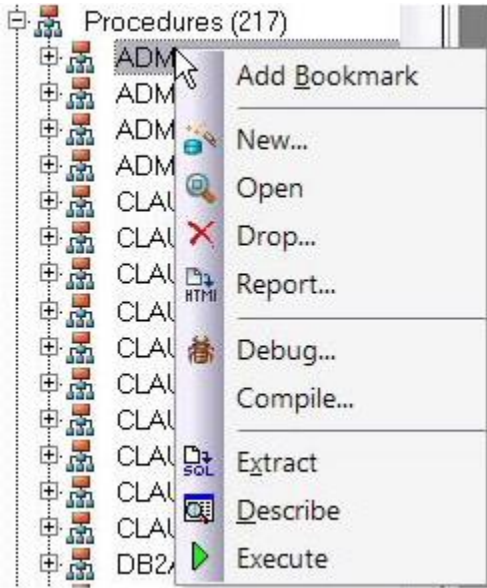 Procedures (217)
ADM
ADM
ADM
ADM
CLAU
CLAU
CLAU
CLAU
CLAU
CLAU
CLAU
CLAU
CLAU
CLAU
DB2A
Add Bookmark
New...
Open
Drop...
HTMl Report...
Debug...
Compile...
SQL Extract
Describe
Execute